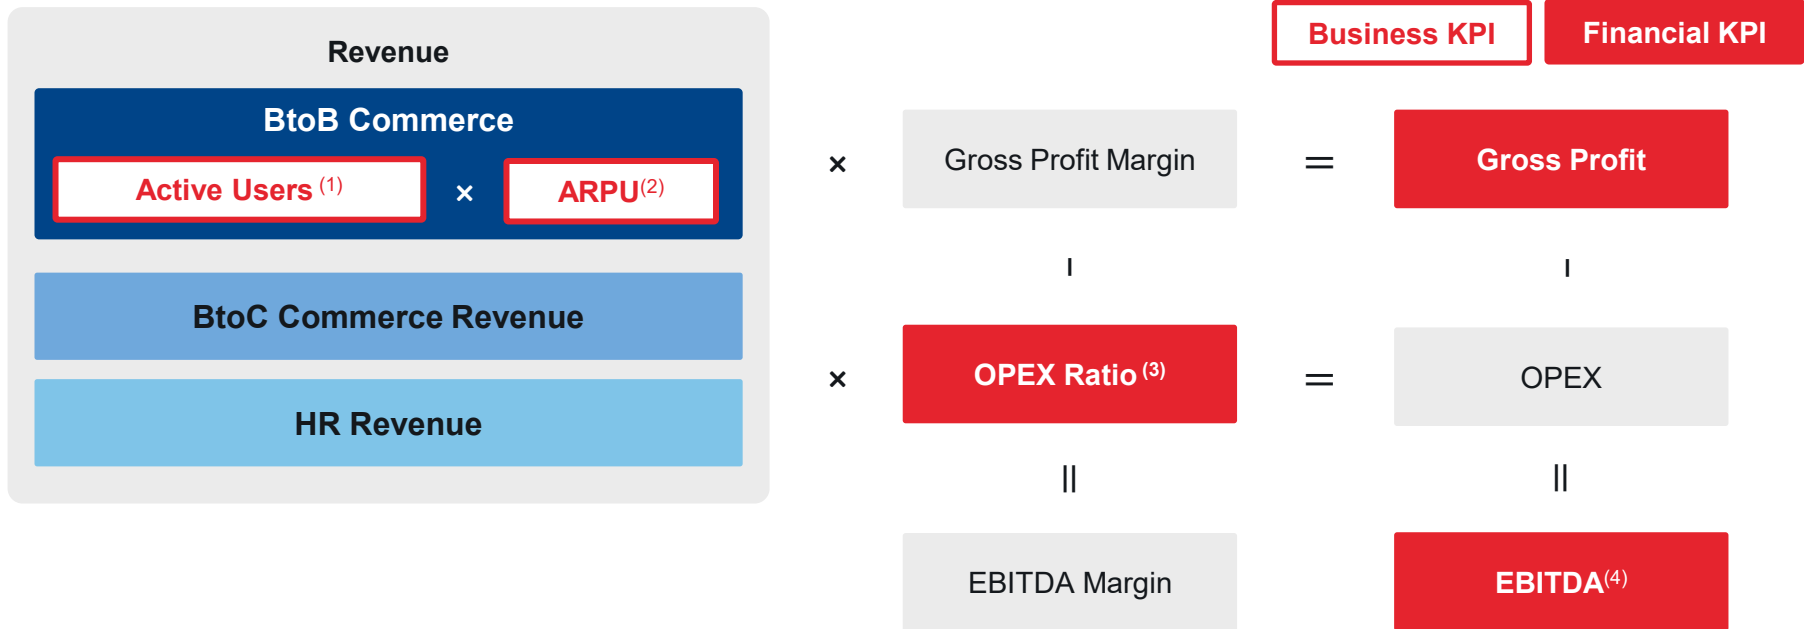 Business KPI
Financial KPI
Revenue
BtoB Commerce
Active Users (1) × ARPU(2)
BtoC Commerce Revenue
HR Revenue
× Gross Profit Margin = Gross Profit
− −
× OPEX Ratio (3) = OPEX
= =
EBITDA Margin
EBITDA(4)